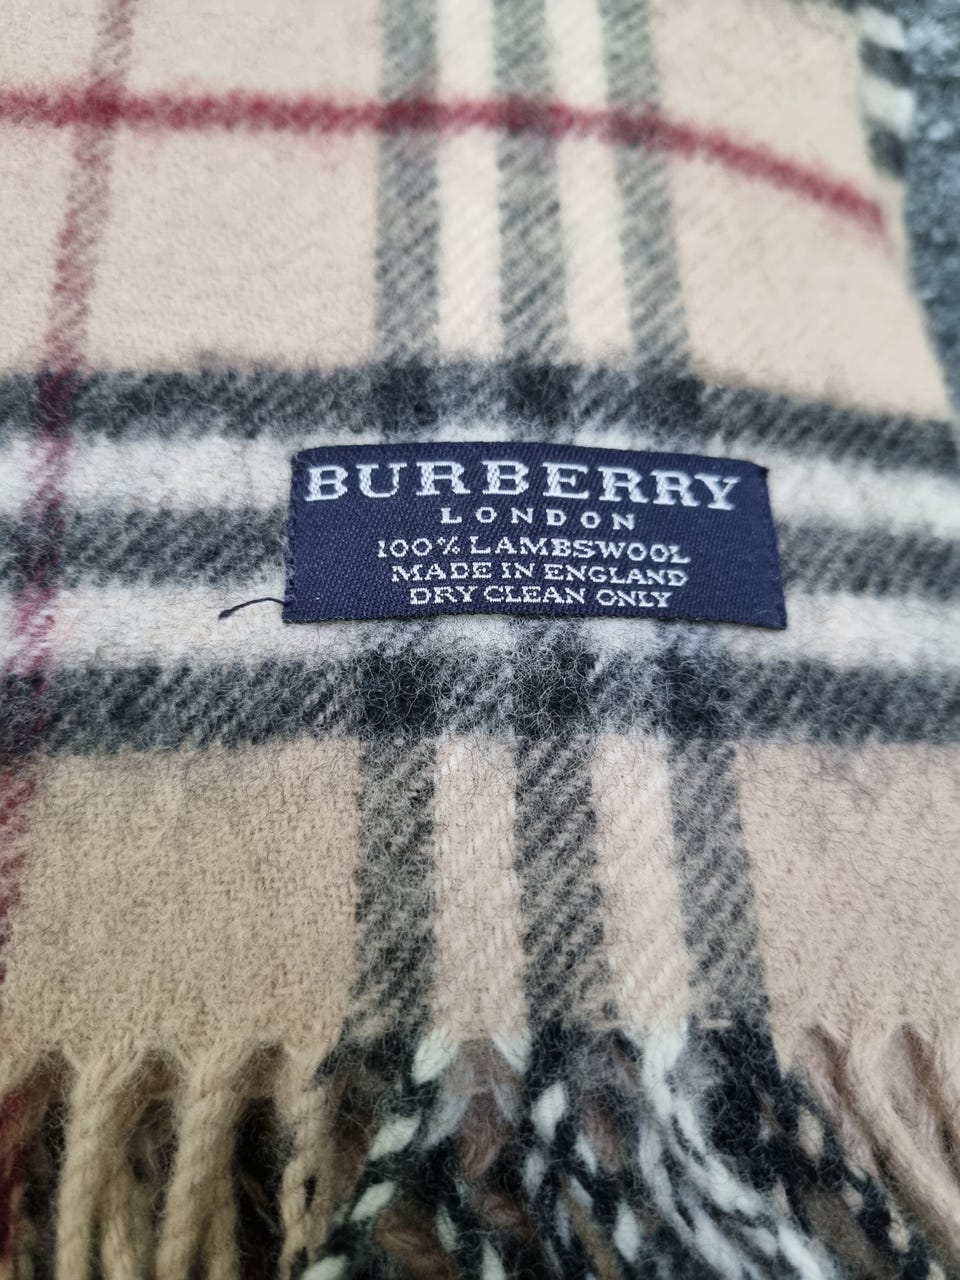 BURBERRY
LONDON
100% LAMBSWOOL
MADE IN ENGLAND
DRY CLEAN ONLY